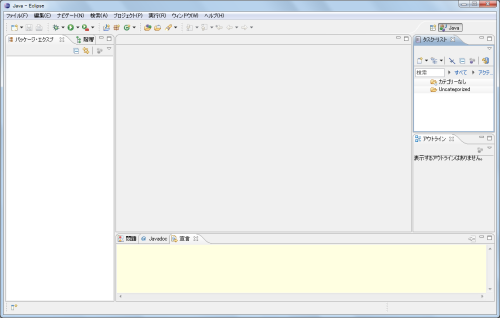 Java - Eclipse
ファイル(F) 編集(E) ナビゲート(N) 検索(A) プロジェクト(P) 実行(R) ウィンドウ(W) ヘルプ(H)
Java
パッケージ・エクスプ 階層
タスク・リスト
検索 すべて アクテ...
カテゴリーなし
Uncategorized
アウトライン
表示するアウトラインはありません。
問題 Javadoc 宣言